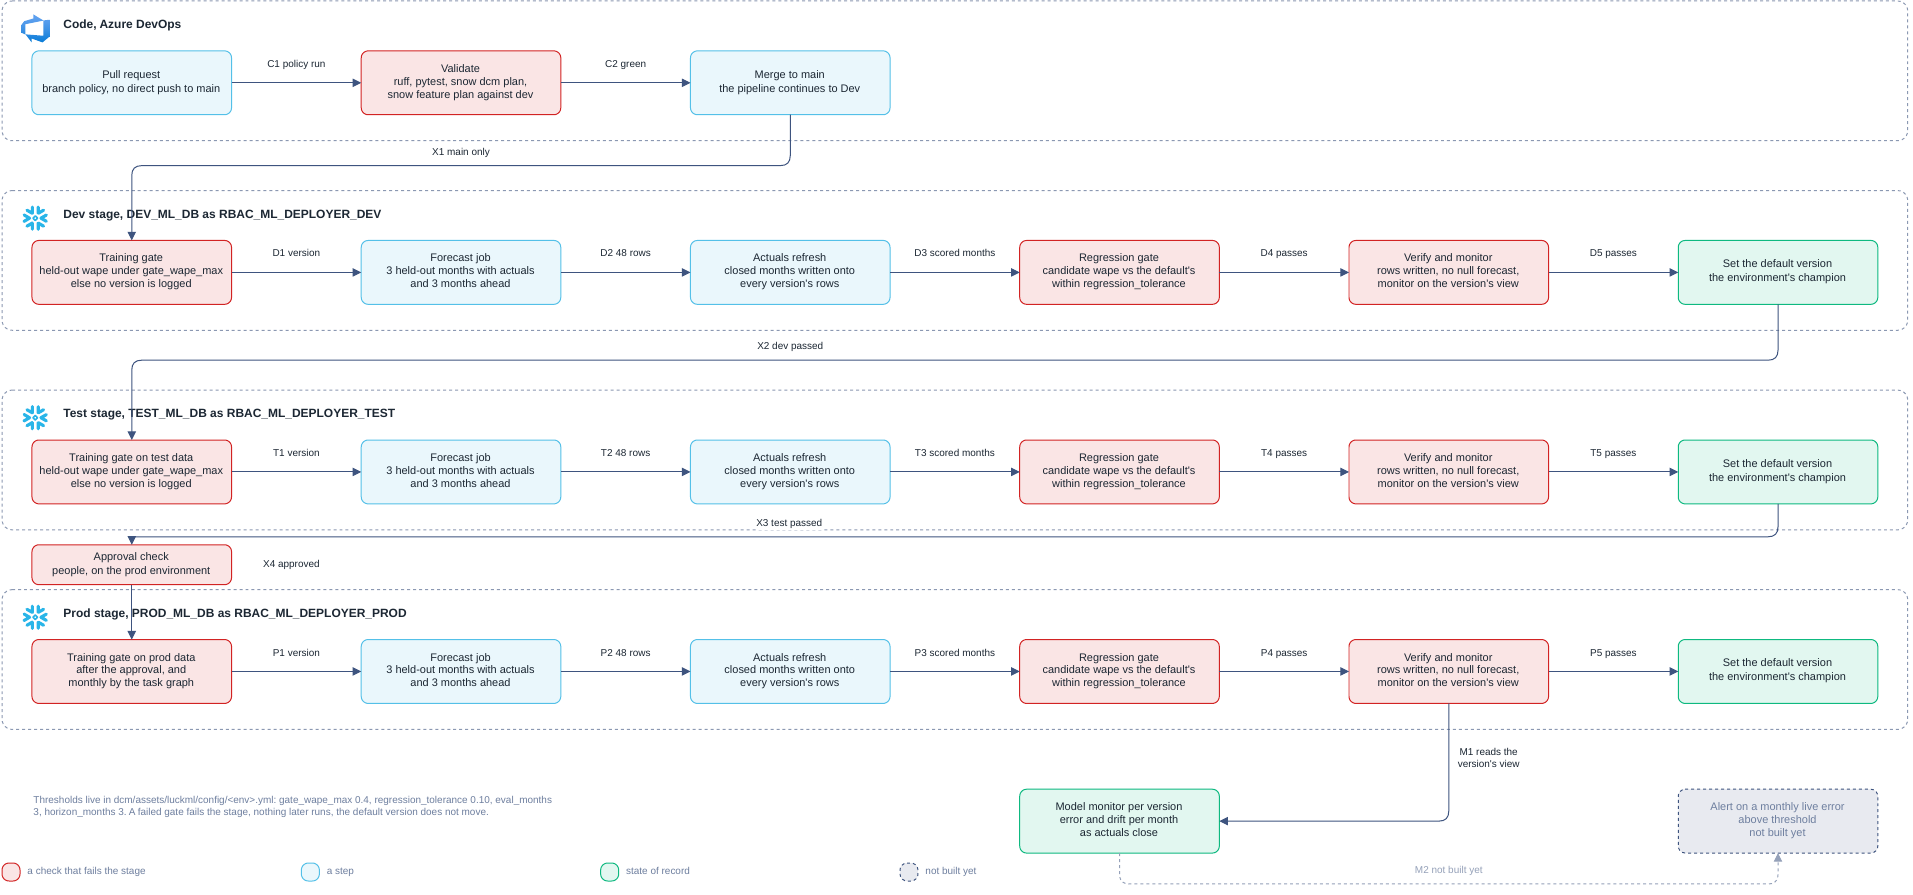 Code, Azure DevOps
Pull request
branch policy, no direct push to main
C1 policy run
Validate
ruff, pytest, snow dcm plan,
snow feature plan against dev
C2 green
Merge to main
the pipeline continues to Dev
X1 main only
Dev stage, DEV_ML_DB as RBAC_ML_DEPLOYER_DEV
Training gate
held-out wape under gate_wape_max
else no version is logged
D1 version
Forecast job
3 held-out months with actuals
and 3 months ahead
D2 48 rows
Actuals refresh
closed months written onto
every version's rows
D3 scored months
Regression gate
candidate wape vs the default's
within regression_tolerance
D4 passes
Verify and monitor
rows written, no null forecast,
monitor on the version's view
D5 passes
Set the default version
the environment's champion
X2 dev passed
Test stage, TEST_ML_DB as RBAC_ML_DEPLOYER_TEST
Training gate on test data
held-out wape under gate_wape_max
else no version is logged
T1 version
Forecast job
3 held-out months with actuals
and 3 months ahead
T2 48 rows
Actuals refresh
closed months written onto
every version's rows
T3 scored months
Regression gate
candidate wape vs the default's
within regression_tolerance
T4 passes
Verify and monitor
rows written, no null forecast,
monitor on the version's view
T5 passes
Set the default version
the environment's champion
X3 test passed
Approval check
people, on the prod environment
X4 approved
Prod stage, PROD_ML_DB as RBAC_ML_DEPLOYER_PROD
Training gate on prod data
after the approval, and
monthly by the task graph
P1 version
Forecast job
3 held-out months with actuals
and 3 months ahead
P2 48 rows
Actuals refresh
closed months written onto
every version's rows
P3 scored months
Regression gate
candidate wape vs the default's
within regression_tolerance
P4 passes
Verify and monitor
rows written, no null forecast,
monitor on the version's view
P5 passes
Set the default version
the environment's champion
M1 reads the
version's view
Thresholds live in dcm/assets/luckml/config/<env>.yml: gate_wape_max 0.4, regression_tolerance 0.10, eval_months
3, horizon_months 3. A failed gate fails the stage, nothing later runs, the default version does not move.
Model monitor per version
error and drift per month
as actuals close
Alert on a monthly live error
above threshold
not built yet
M2 not built yet
a check that fails the stage
a step
state of record
not built yet